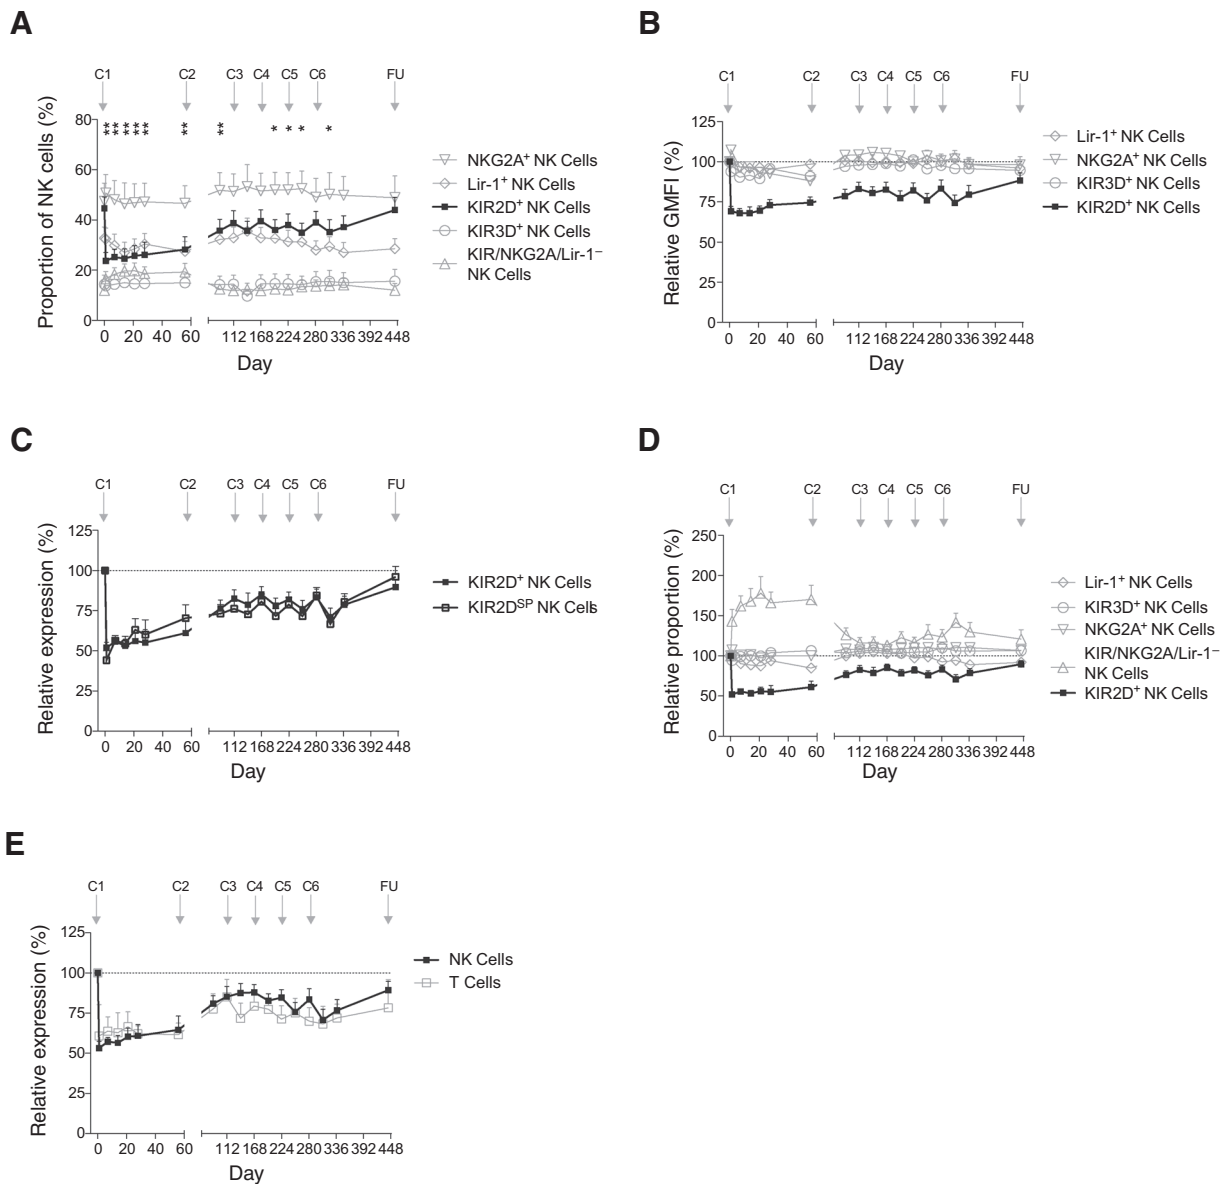 A
C1 C2 C3 C4 C5 C6 FU
Proportion of NK cells (%)
80
60
40
20
0
** ** ** ** ** ** ** * * * *
0 20 40 60 112 168 224 280 336 392 448
Day
NKG2A+ NK Cells
Lir-1+ NK Cells
KIR2D+ NK Cells
KIR3D+ NK Cells
KIR/NKG2A/Lir-1−
NK Cells
B
C1 C2 C3 C4 C5 C6 FU
Relative GMFI (%)
125
100
75
50
25
0
0 20 40 60 112 168 224 280 336 392 448
Day
Lir-1+ NK Cells
NKG2A+ NK Cells
KIR3D+ NK Cells
KIR2D+ NK Cells
C
C1 C2 C3 C4 C5 C6 FU
Relative expression (%)
125
100
75
50
25
0
0 20 40 60 112 168 224 280 336 392 448
Day
KIR2D+ NK Cells
KIR2DSP NK Cells
D
C1 C2 C3 C4 C5 C6 FU
Relative proportion (%)
250
200
150
100
50
0
0 20 40 60 112 168 224 280 336 392 448
Day
Lir-1+ NK Cells
KIR3D+ NK Cells
NKG2A+ NK Cells
KIR/NKG2A/Lir-1−
NK Cells
KIR2D+ NK Cells
E
C1 C2 C3 C4 C5 C6 FU
Relative expression (%)
125
100
75
50
25
0
0 20 40 60 112 168 224 280 336 392 448
Day
NK Cells
T Cells